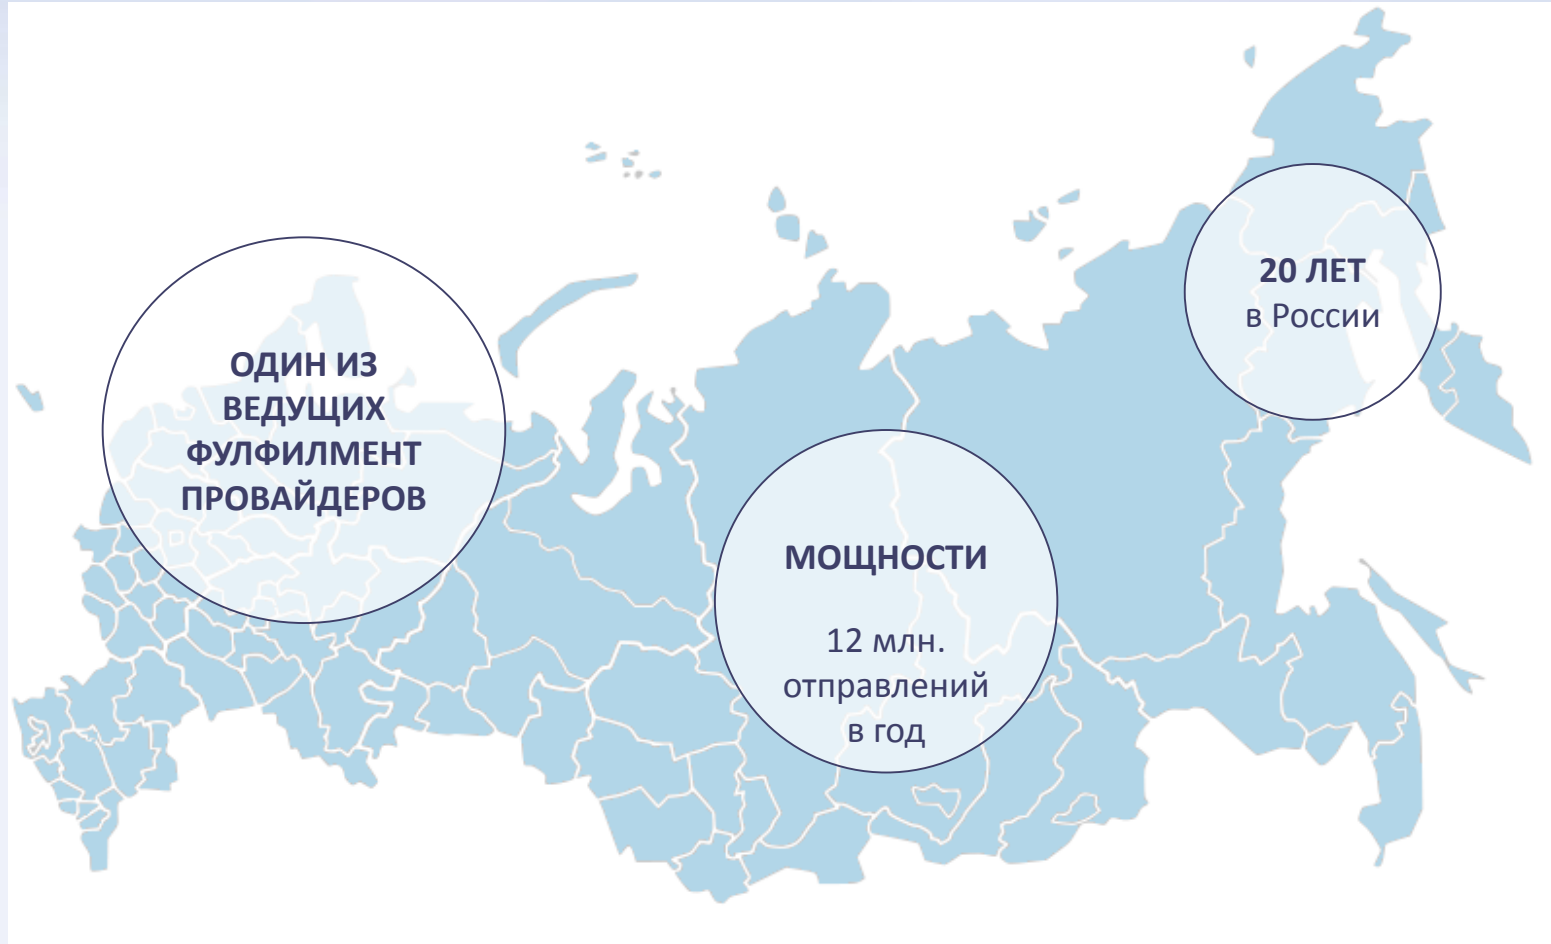 ОДИН ИЗ
ВЕДУЩИХ
ФУЛФИЛМЕНТ
ПРОВАЙДЕРОВ
МОЩНОСТИ
12 млн.
отправлений
в год
20 ЛЕТ
в России